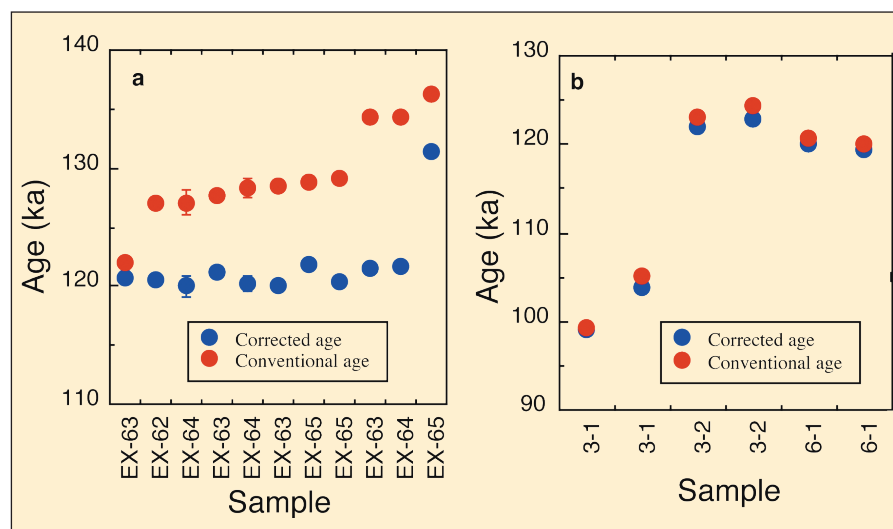 a
140
130
120
110
Age (ka)
Corrected age
Conventional age
EX-63
EX-62
EX-64
EX-63
EX-64
EX-63
EX-65
EX-65
EX-63
EX-64
EX-65
Sample
b
130
120
110
100
90
Age (ka)
Corrected age
Conventional age
3-1
3-1
3-2
3-2
6-1
6-1
Sample